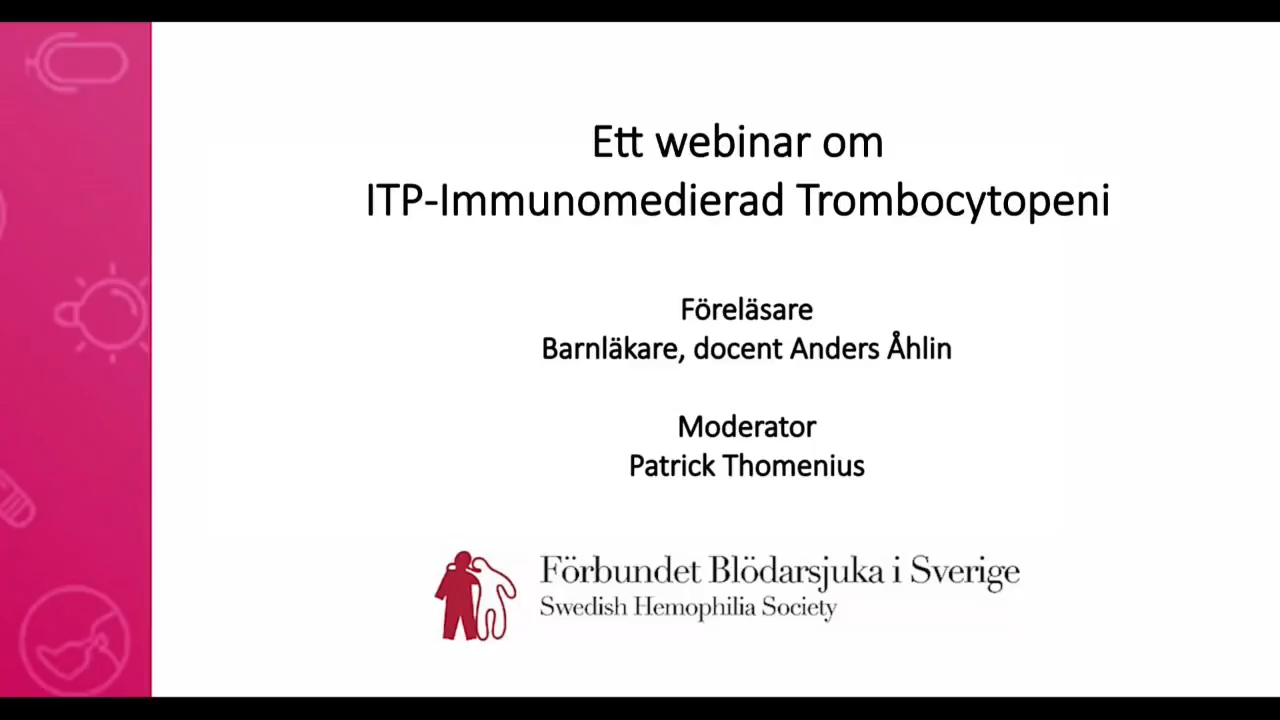 Ett webinar om
ITP-Immunomedierad Trombocytopeni
Föreläsare
Barnläkare, docent Anders Åhlin
Moderator
Patrick Thomenius
Förbundet Blödarsjuka i Sverige
Swedish Hemophilia Society